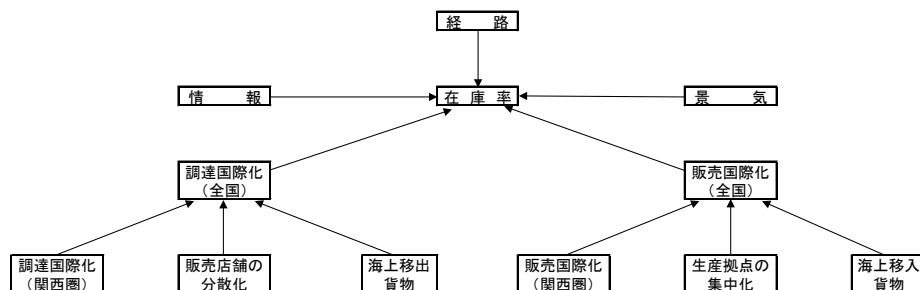 経　路
情　報
在 庫 率
景　気
調達国際化
（全国）
販売国際化
（全国）
調達国際化
（関西圏）
販売店舗の
分散化
海上移出
貨物
販売国際化
（関西圏）
生産拠点の
集中化
海上移入
貨物